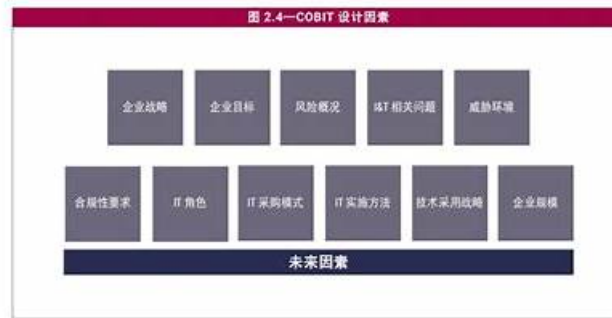 图 2.4—COBIT 设计因素
企业战略 企业目标 风险概况 I&T 相关问题 威胁环境
合规性要求 IT 角色 IT 采购模式 IT 实施方法 技术采用战略 企业规模
未来因素